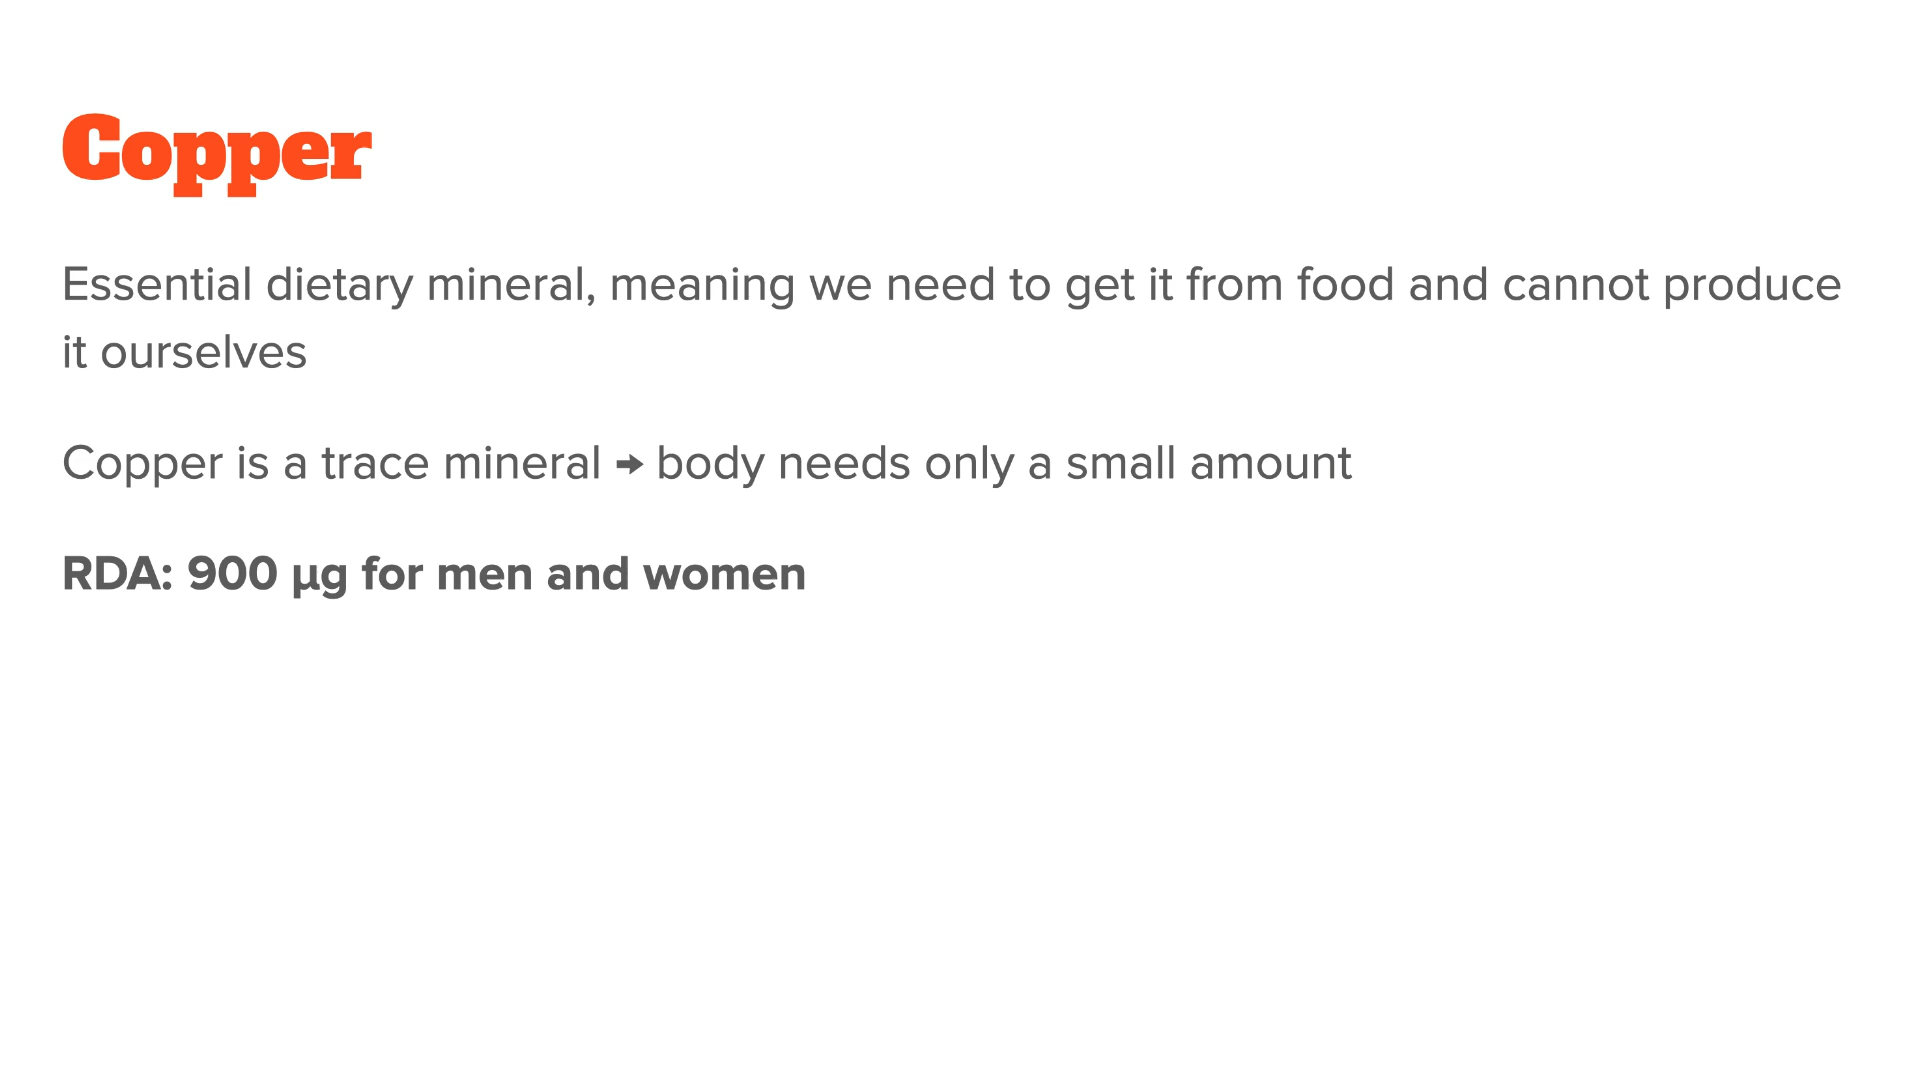 Copper
Essential dietary mineral, meaning we need to get it from food and cannot produce
it ourselves
Copper is a trace mineral → body needs only a small amount
RDA: 900 µg for men and women